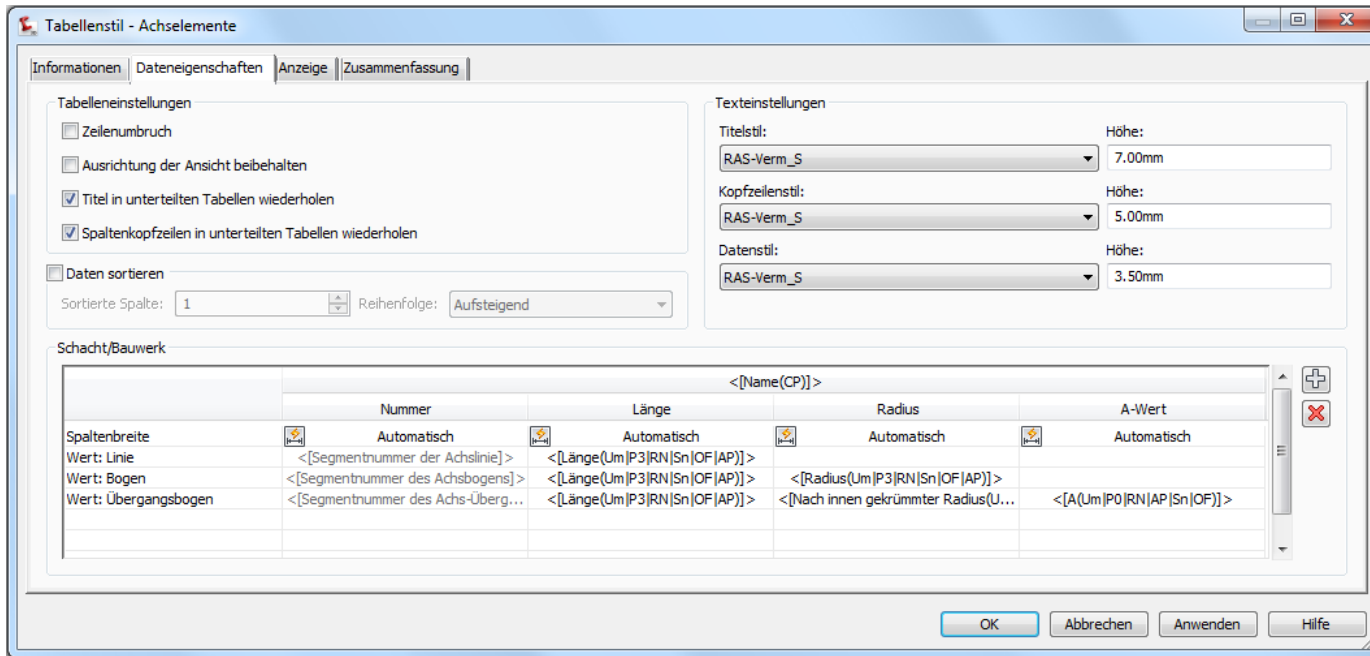 Tabellenstil - Achselemente
Informationen Dateneigenschaften Anzeige Zusammenfassung
Tabelleneinstellungen
Zeilenumbruch
Ausrichtung der Ansicht beibehalten
Titel in unterteilten Tabellen wiederholen
Spaltenkopfzeilen in unterteilten Tabellen wiederholen
Daten sortieren
Sortierte Spalte: 1 Reihenfolge: Aufsteigend
Texteinstellungen
Titelstil: Höhe:
RAS-Verm_S 7.00mm
Kopfzeilenstil: Höhe:
RAS-Verm_S 5.00mm
Datenstil: Höhe:
RAS-Verm_S 3.50mm
Schacht/Bauwerk
<[Name(CP)]>
Nummer Länge Radius A-Wert
Spaltenbreite Automatisch Automatisch Automatisch Automatisch
Wert: Linie <[Segmentnummer der Achslinie]> <[Länge(Um|P3|RN|Sn|OF|AP)]>
Wert: Bogen <[Segmentnummer des Achsbogens]> <[Länge(Um|P3|RN|Sn|OF|AP)]> <[Radius(Um|P3|RN|Sn|OF|AP)]>
Wert: Übergangsbogen <[Segmentnummer des Achs-Überg... <[Länge(Um|P3|RN|Sn|OF|AP)]> <[Nach innen gekrümmter Radius(U... <[A(Um|P0|RN|AP|Sn|OF)]>
OK Abbrechen Anwenden Hilfe